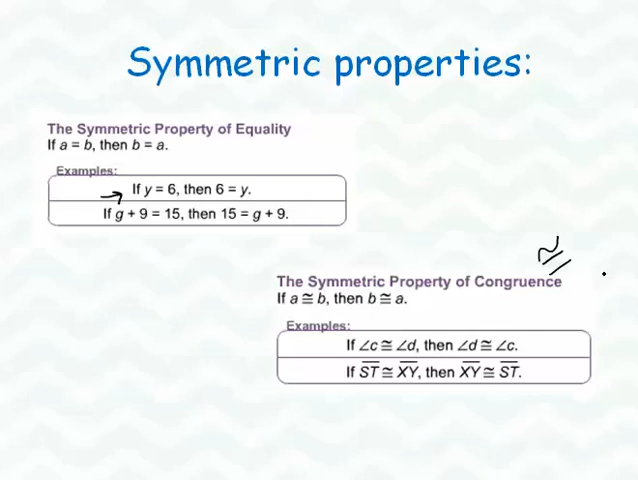 Symmetric properties:
The Symmetric Property of Equality
If a = b, then b = a.
Examples:
If y = 6, then 6 = y.
If g + 9 = 15, then 15 = g + 9.
≅
The Symmetric Property of Congruence
If a ≅ b, then b ≅ a.
Examples:
If ∠c ≅ ∠d, then ∠d ≅ ∠c.
If S̅T̅ ≅ X̅Y̅, then X̅Y̅ ≅ S̅T̅.